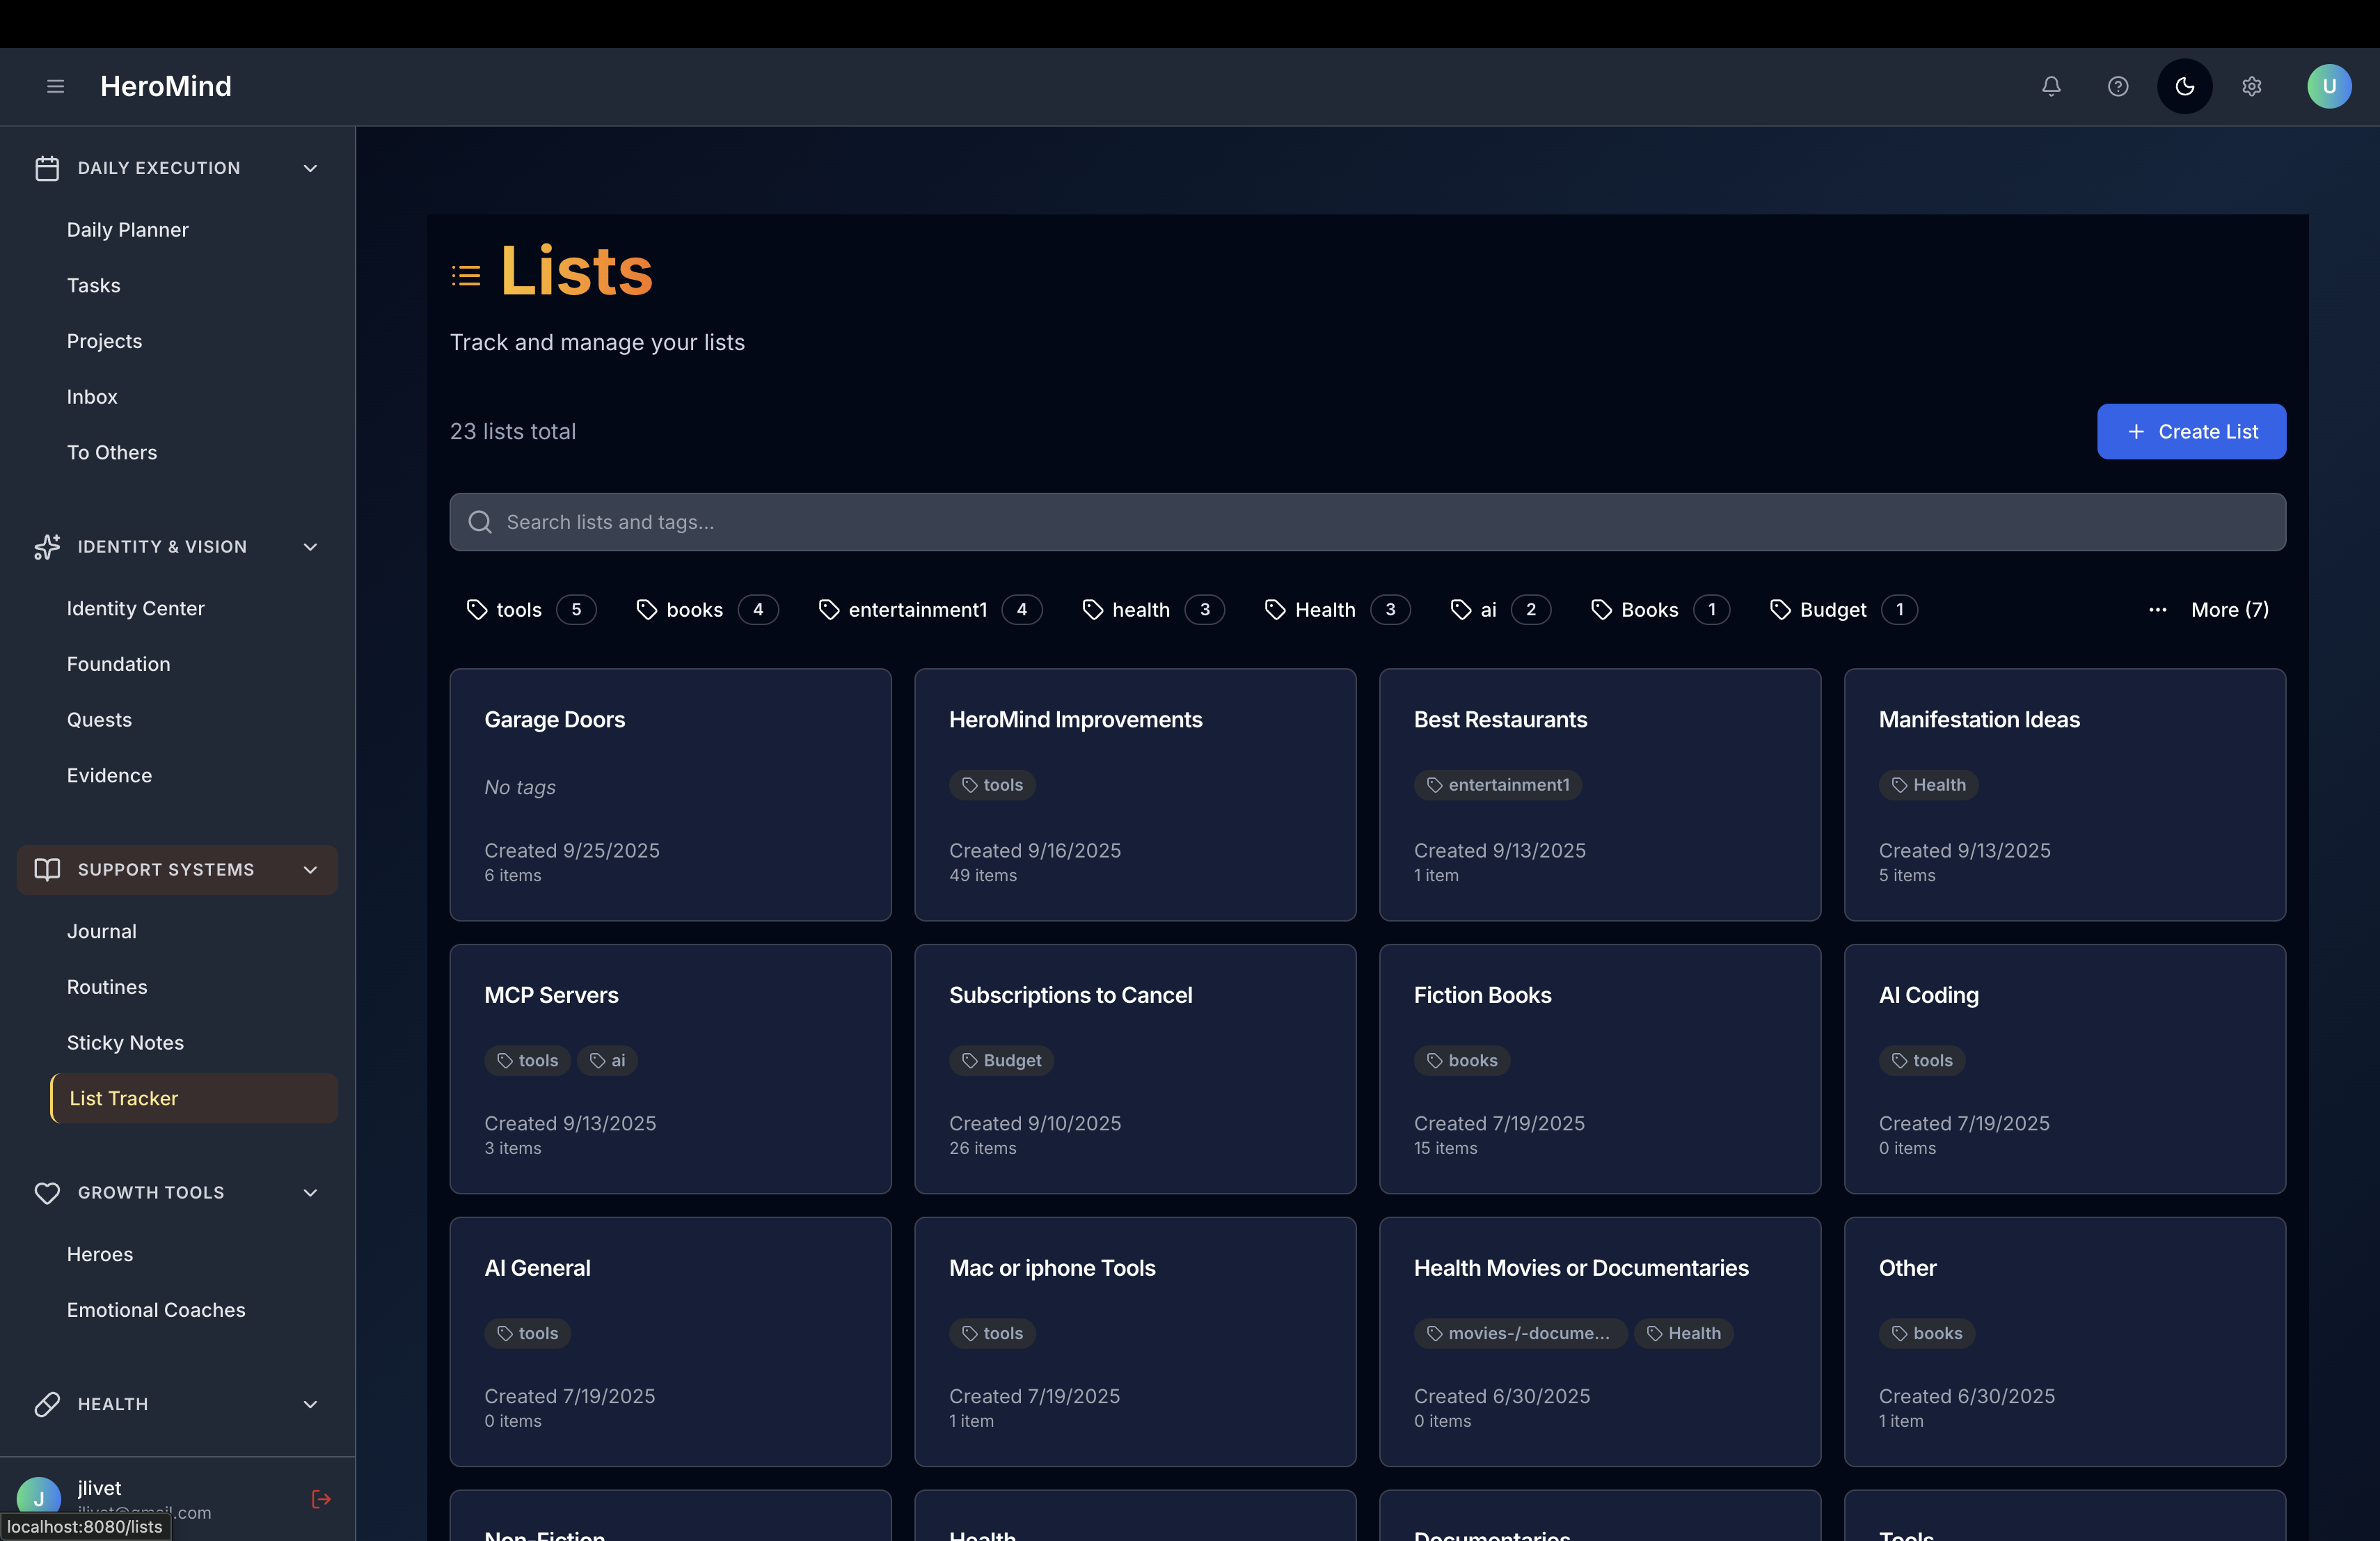 HeroMind
U
DAILY EXECUTION
Daily Planner
Tasks
Projects
Inbox
To Others
IDENTITY & VISION
Identity Center
Foundation
Quests
Evidence
SUPPORT SYSTEMS
Journal
Routines
Sticky Notes
List Tracker
GROWTH TOOLS
Heroes
Emotional Coaches
HEALTH
J
jlivet
.com
localhost:8080/lists
Lists
Track and manage your lists
23 lists total
Create List
Search lists and tags...
tools 5 books 4 entertainment1 4 health 3 Health 3 ai 2 Books 1 Budget 1 ... More (7)
Garage Doors
No tags
Created 9/25/2025
6 items
HeroMind Improvements
tools
Created 9/16/2025
49 items
Best Restaurants
entertainment1
Created 9/13/2025
1 item
Manifestation Ideas
Health
Created 9/13/2025
5 items
MCP Servers
tools ai
Created 9/13/2025
3 items
Subscriptions to Cancel
Budget
Created 9/10/2025
26 items
Fiction Books
books
Created 7/19/2025
15 items
AI Coding
tools
Created 7/19/2025
0 items
AI General
tools
Created 7/19/2025
0 items
Mac or iphone Tools
tools
Created 7/19/2025
1 item
Health Movies or Documentaries
movies-/-docume... Health
Created 6/30/2025
0 items
Other
books
Created 6/30/2025
1 item
Non-Fiction
Health
Documentaries
Tools